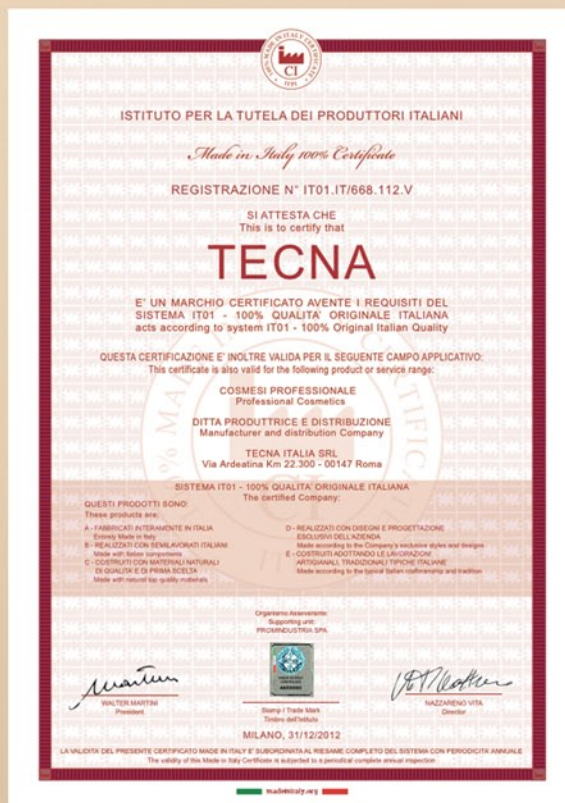 100% MADE IN ITALY CERTIFICATE
CI
ITPI
ISTITUTO PER LA TUTELA DEI PRODUTTORI ITALIANI
Made in Italy 100% Certificate
REGISTRAZIONE N° IT01.IT/668.112.V
SI ATTESTA CHE
This is to certify that
TECNA
E' UN MARCHIO CERTIFICATO AVENTE I REQUISITI DEL
SISTEMA IT01 - 100% QUALITA' ORIGINALE ITALIANA
acts according to system IT01 - 100% Original Italian Quality
QUESTA CERTIFICAZIONE E' INOLTRE VALIDA PER IL SEGUENTE CAMPO APPLICATIVO:
This certificate is also valid for the following product or service range:
COSMESI PROFESSIONALE
Professional Cosmetics
DITTA PRODUTTRICE E DISTRIBUZIONE
Manufacturer and distribution Company
TECNA ITALIA SRL
Via Ardeatina Km 22.300 - 00147 Roma
SISTEMA IT01 - 100% QUALITA' ORIGINALE ITALIANA
The certified Company:
QUESTI PRODOTTI SONO:
These products are:
A - FABBRICATI INTERAMENTE IN ITALIA
Entirely Made in Italy
B - REALIZZATI CON SEMILAVORATI ITALIANI
Made with Italian components
C - COSTRUITI CON MATERIALI NATURALI
DI QUALITA' E DI PRIMA SCELTA
Made with natural top quality materials
D - REALIZZATI CON DISEGNI E PROGETTAZIONE
ESCLUSIVI DELL'AZIENDA
Made according to the Company's exclusive styles and designs
E - COSTRUITI ADOTTANDO LE LAVORAZIONI
ARTIGIANALI, TRADIZIONALI TIPICHE ITALIANE
Made according to the typical Italian craftmanship and tradition
Organismo Asseverante:
Supporting unit:
PROMINDUSTRIA SPA
WALTER MARTINI
President
Stamp / Trade Mark
Timbro dell'Istituto
NAZZARENO VITA
Director
MILANO, 31/12/2012
LA VALIDITA' DEL PRESENTE CERTIFICATO MADE IN ITALY E' SUBORDINATA AL RIESAME COMPLETO DEL SISTEMA CON PERIODICITA' ANNUALE
The validity of this Made in Italy Certificate is subjected to a periodical complete annual inspection
madeinitaly.org